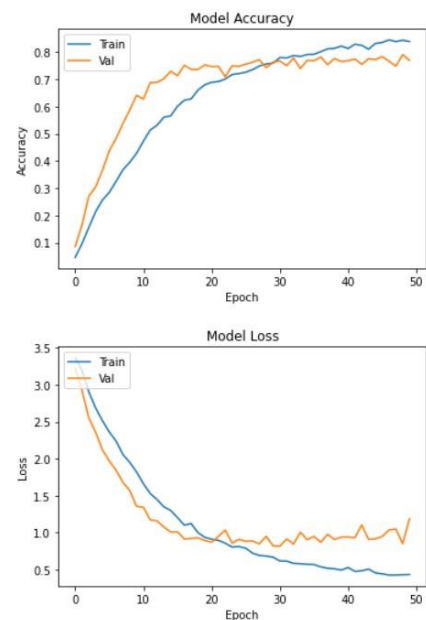 Model Accuracy
Train
Val
0.8
0.7
0.6
0.5
0.4
0.3
0.2
0.1
Accuracy
0 10 20 30 40 50
Epoch
Model Loss
Train
Val
3.5
3.0
2.5
2.0
1.5
1.0
0.5
Loss
0 10 20 30 40 50
Epoch